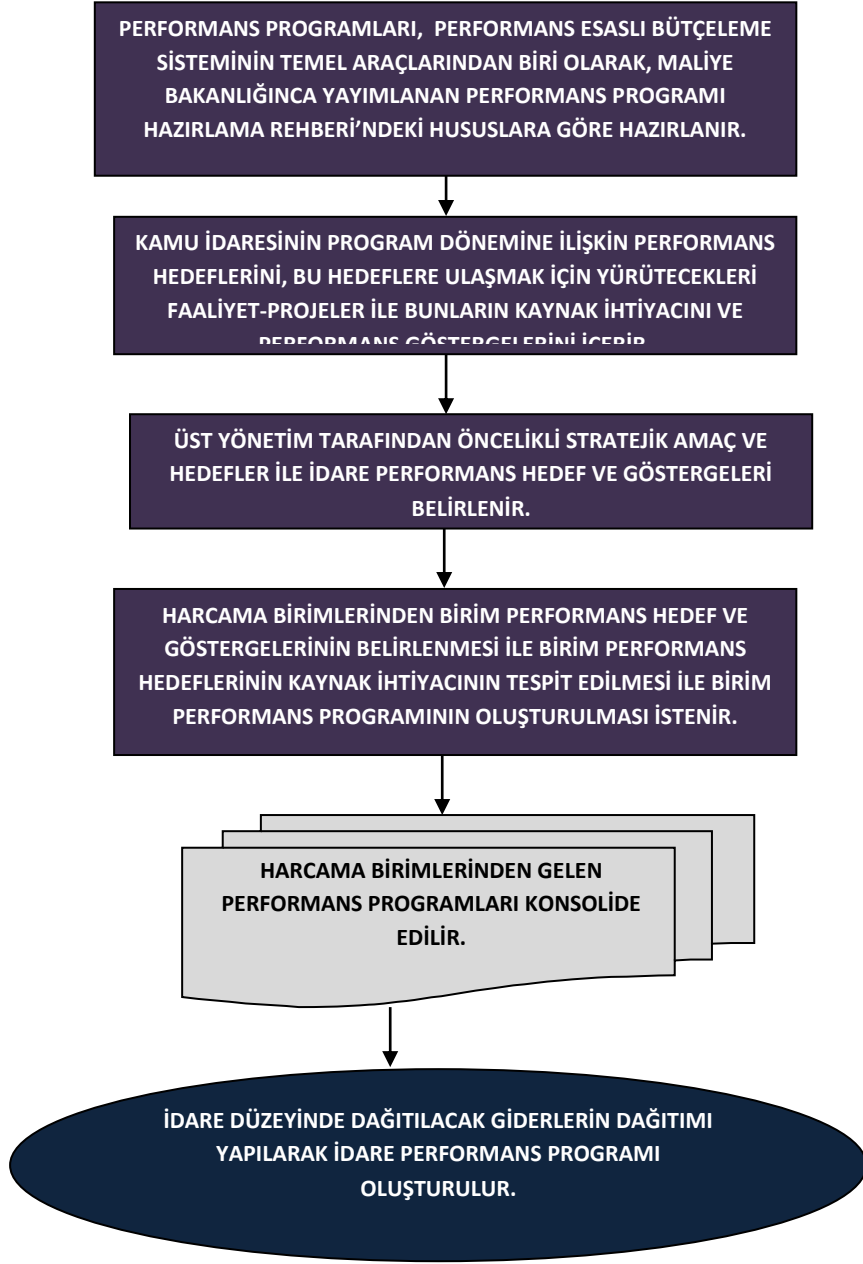 PERFORMANS PROGRAMLARI, PERFORMANS ESASLI BÜTÇELEME
SİSTEMİNİN TEMEL ARAÇLARINDAN BİRİ OLARAK, MALİYE
BAKANLIĞINCA YAYIMLANAN PERFORMANS PROGRAMI
HAZIRLAMA REHBERİ’NDEKİ HUSUSLARA GÖRE HAZIRLANIR.
KAMU İDARESİNİN PROGRAM DÖNEMİNE İLİŞKİN PERFORMANS
HEDEFLERİNİ, BU HEDEFLERE ULAŞMAK İÇİN YÜRÜTECEKLERİ
FAALİYET-PROJELER İLE BUNLARIN KAYNAK İHTİYACINI VE
PERFORMANS GÖSTERGELERİNİ İÇERİR.
ÜST YÖNETİM TARAFINDAN ÖNCELİKLİ STRATEJİK AMAÇ VE
HEDEFLER İLE İDARE PERFORMANS HEDEF VE GÖSTERGELERİ
BELİRLENİR.
HARCAMA BİRİMLERİNDEN BİRİM PERFORMANS HEDEF VE
GÖSTERGELERİNİN BELİRLENMESİ İLE BİRİM PERFORMANS
HEDEFLERİNİN KAYNAK İHTİYACININ TESPİT EDİLMESİ İLE BİRİM
PERFORMANS PROGRAMININ OLUŞTURULMASI İSTENİR.
HARCAMA BİRİMLERİNDEN GELEN
PERFORMANS PROGRAMLARI KONSOLİDE
EDİLİR.
İDARE DÜZEYİNDE DAĞITILACAK GİDERLERİN DAĞITIMI
YAPILARAK İDARE PERFORMANS PROGRAMI
OLUŞTURULUR.